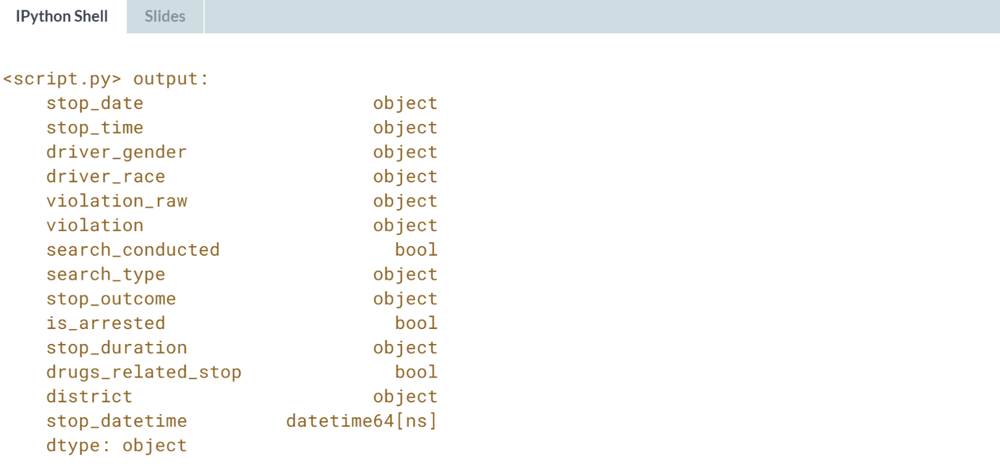 IPython Shell Slides
<script.py> output:
stop_date object
stop_time object
driver_gender object
driver_race object
violation_raw object
violation object
search_conducted bool
search_type object
stop_outcome object
is_arrested bool
stop_duration object
drugs_related_stop bool
district object
stop_datetime datetime64[ns]
dtype: object